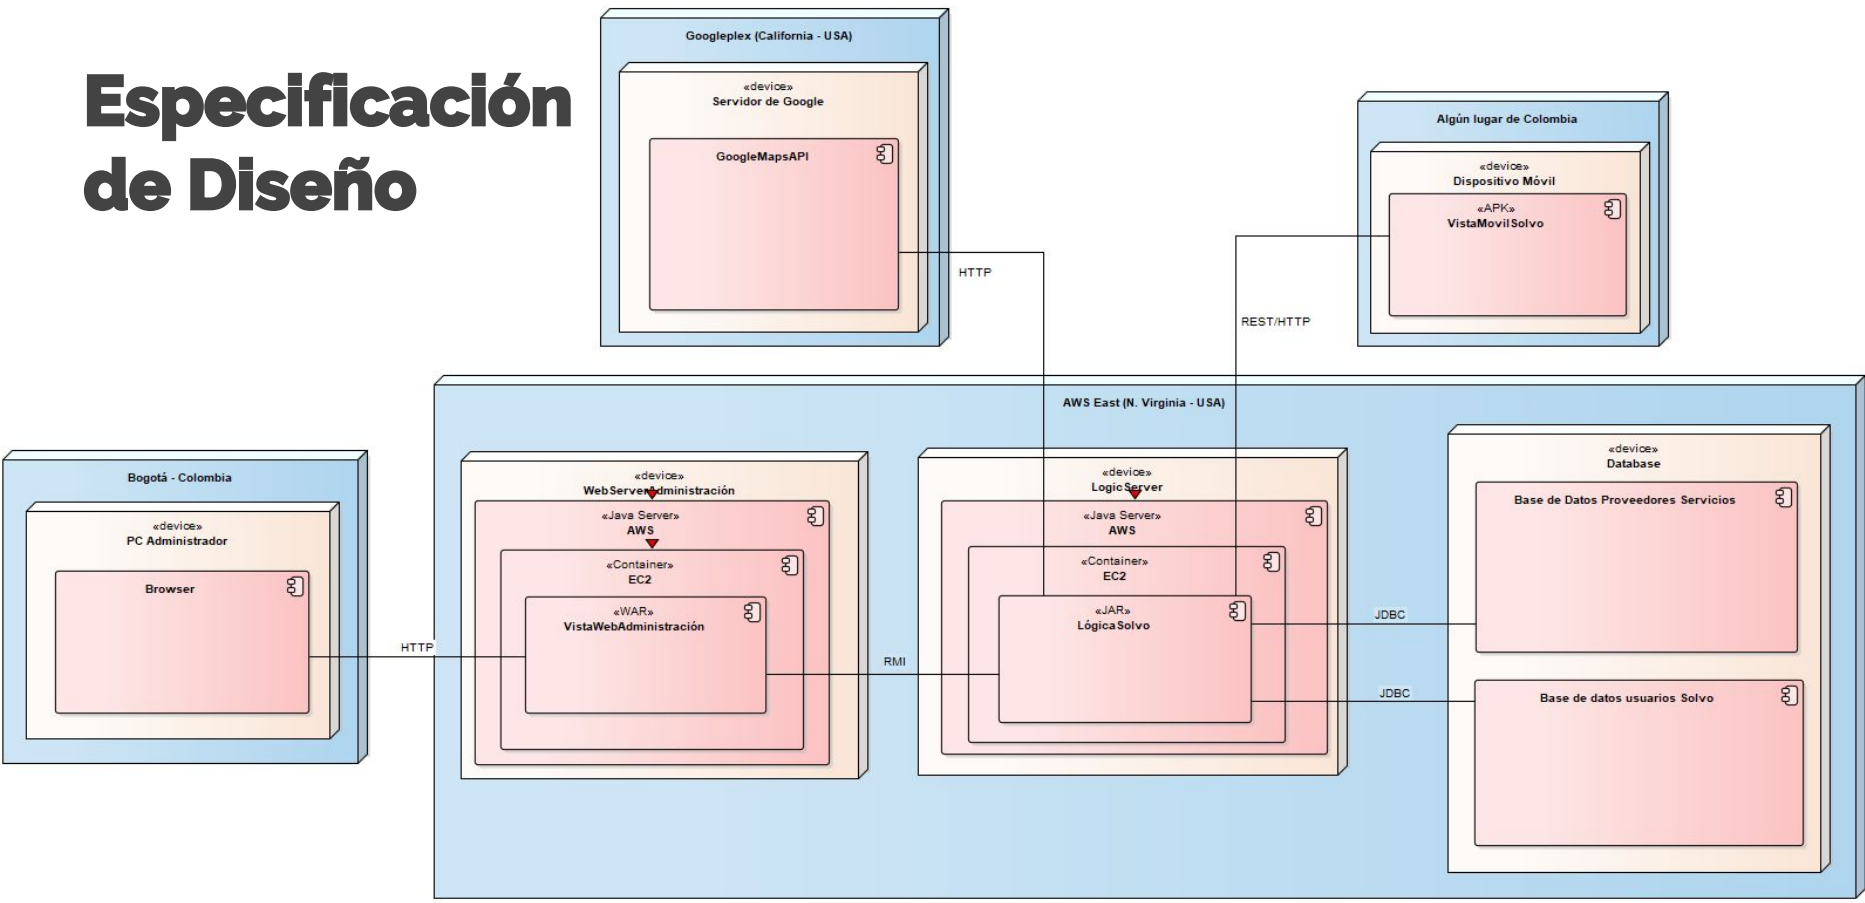 Especificación
de Diseño
Googleplex (California - USA)
«device»
Servidor de Google
GoogleMapsAPI
HTTP
Algún lugar de Colombia
«device»
Dispositivo Móvil
«APK»
VistaMovilSolvo
REST/HTTP
AWS East (N. Virginia - USA)
Bogotá - Colombia
«device»
PC Administrador
Browser
HTTP
«device»
WebServerAdministración
«Java Server»
AWS
«Container»
EC2
«WAR»
VistaWebAdministración
RMI
«device»
LogicServer
«Java Server»
AWS
«Container»
EC2
«JAR»
LógicaSolvo
JDBC
JDBC
«device»
Database
Base de Datos Proveedores Servicios
Base de datos usuarios Solvo